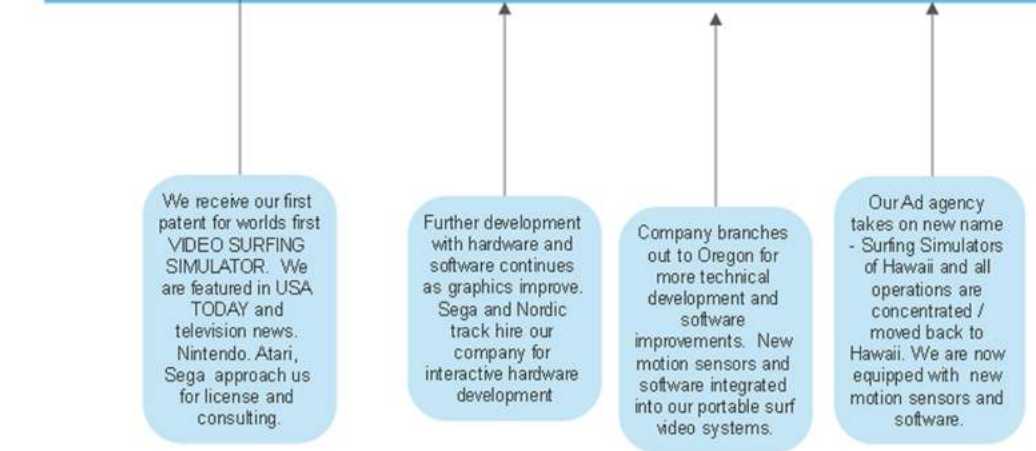 We receive our first
patent for worlds first
VIDEO SURFING
SIMULATOR. We
are featured in USA
TODAY and
television news.
Nintendo. Atari,
Sega approach us
for license and
consulting.
Further development
with hardware and
software continues
as graphics improve.
Sega and Nordic
track hire our
company for
interactive hardware
development
Company branches
out to Oregon for
more technical
development and
software
improvements. New
motion sensors and
software integrated
into our portable surf
video systems.
Our Ad agency
takes on new name
- Surfing Simulators
of Hawaii and all
operations are
concentrated /
moved back to
Hawaii. We are now
equipped with new
motion sensors and
software.